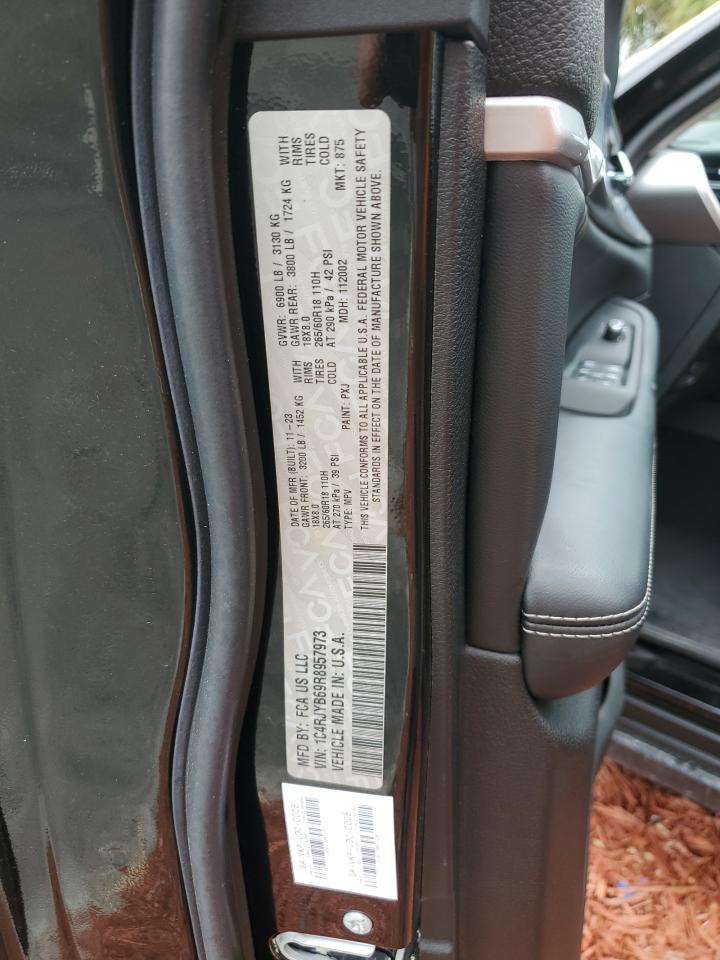 MFD BY: FCA US LLC
VIN: 1C4RJYB69R8957973
VEHICLE MADE IN: U.S.A.
DATE OF MFR (BUILT): 11-23 GVWR: 6900 LB / 3130 KG
GAWR FRONT: 3200 LB / 1452 KG WITH GAWR REAR: 3800 LB / 1724 KG WITH
18X8.0 RIMS 18X8.0 RIMS
265/60R18 110H TIRES 265/60R18 110H TIRES
AT 270 kPa / 39 PSI COLD AT 290 kPa / 42 PSI COLD
TYPE: MPV PAINT: PXJ MDH: 112002 MKT: 875
THIS VEHICLE CONFORMS TO ALL APPLICABLE U.S.A. FEDERAL MOTOR VEHICLE SAFETY
STANDARDS IN EFFECT ON THE DATE OF MANUFACTURE SHOWN ABOVE.